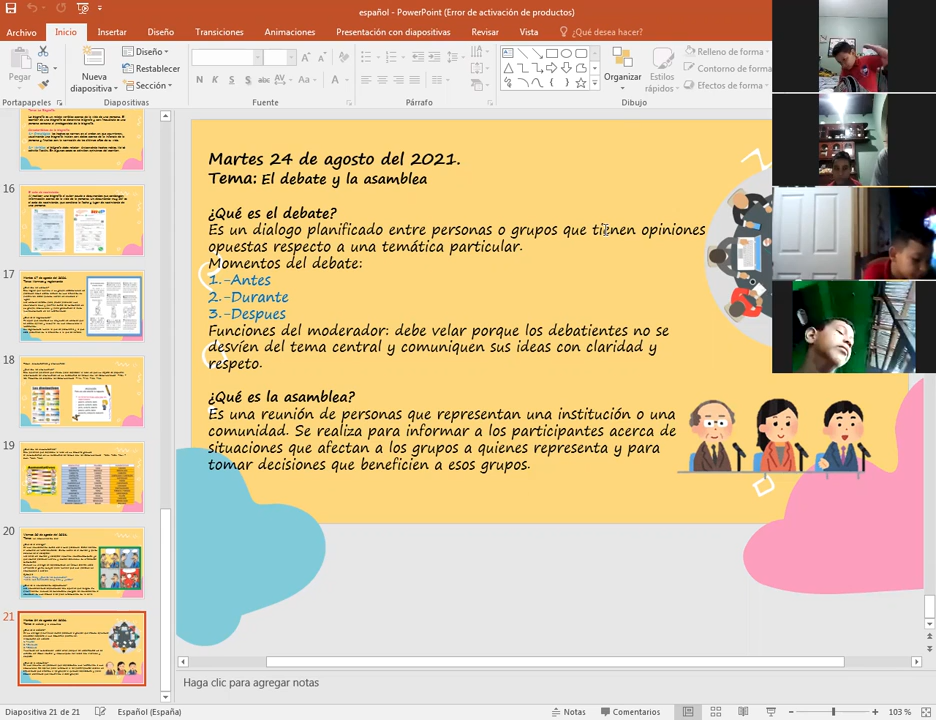 español - PowerPoint (Error de activación de productos)
Archivo Inicio Insertar Diseño Transiciones Animaciones Presentación con diapositivas Revisar Vista ¿Qué desea hacer?
Pegar
Nueva diapositiva
Diseño
Restablecer
Sección
Organizar
Estilos rápidos
Relleno de forma
Contorno de forma
Efectos de forma
Portapapeles Diapositivas Fuente Párrafo Dibujo
16
17
18
19
20
21
Martes 24 de agosto del 2021.
Tema: El debate y la asamblea
¿Qué es el debate?
Es un dialogo planificado entre personas o grupos que tienen opiniones
opuestas respecto a una temática particular.
Momentos del debate:
1.-Antes
2.-Durante
3.-Despues
Funciones del moderador: debe velar porque los debatientes no se
desvíen del tema central y comuniquen sus ideas con claridad y
respeto.
¿Qué es la asamblea?
Es una reunión de personas que representan una institución o una
comunidad. Se realiza para informar a los participantes acerca de
situaciones que afectan a los grupos a quienes representa y para
tomar decisiones que beneficien a esos grupos.
Haga clic para agregar notas
Diapositiva 21 de 21 Español (España) Notas Comentarios 103 %